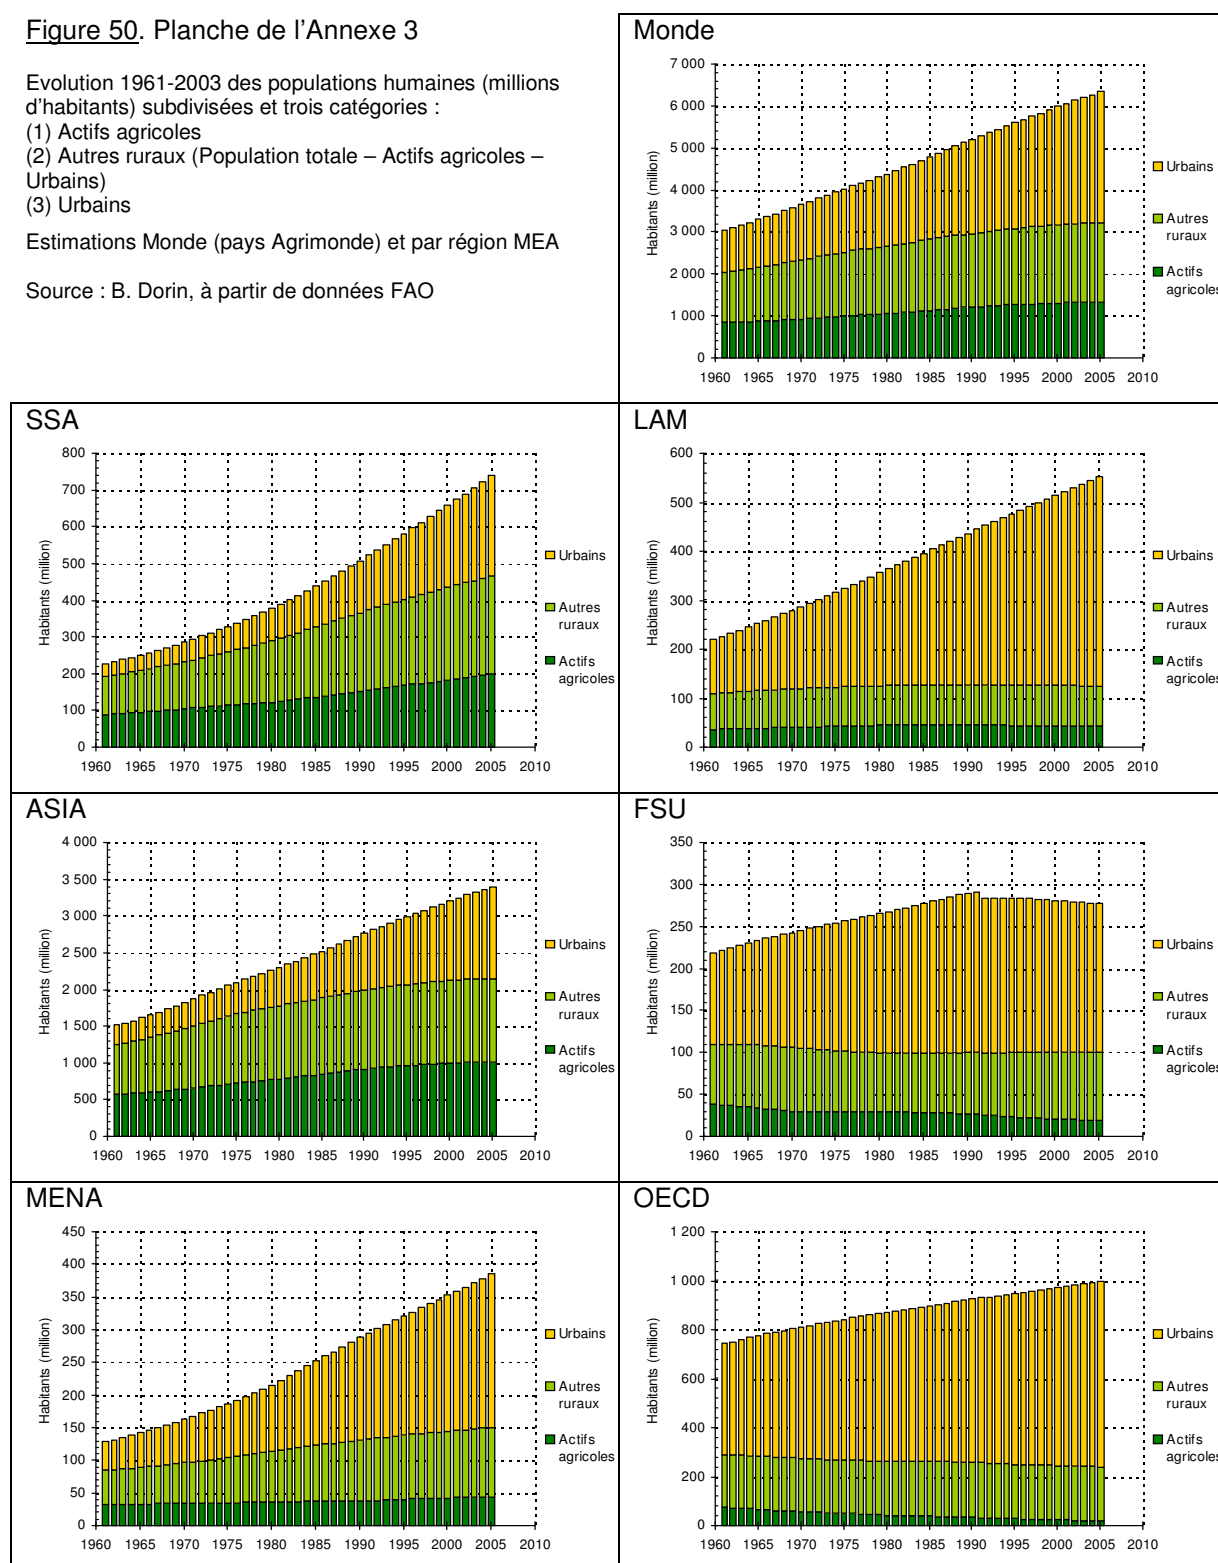 Figure 50. Planche de l'Annexe 3
Evolution 1961-2003 des populations humaines (millions
d'habitants) subdivisées et trois catégories :
(1) Actifs agricoles
(2) Autres ruraux (Population totale – Actifs agricoles –
Urbains)
(3) Urbains
Estimations Monde (pays Agrimonde) et par région MEA
Source : B. Dorin, à partir de données FAO
Monde
Habitants (million)
7 000
6 000
5 000
4 000
3 000
2 000
1 000
0
1960 1965 1970 1975 1980 1985 1990 1995 2000 2005 2010
Urbains
Autres
ruraux
Actifs
agricoles
SSA
Habitants (million)
800
700
600
500
400
300
200
100
0
1960 1965 1970 1975 1980 1985 1990 1995 2000 2005 2010
Urbains
Autres
ruraux
Actifs
agricoles
LAM
Habitants (million)
600
500
400
300
200
100
0
1960 1965 1970 1975 1980 1985 1990 1995 2000 2005 2010
Urbains
Autres
ruraux
Actifs
agricoles
ASIA
Habitants (million)
4 000
3 500
3 000
2 500
2 000
1 500
1 000
500
0
1960 1965 1970 1975 1980 1985 1990 1995 2000 2005 2010
Urbains
Autres
ruraux
Actifs
agricoles
FSU
Habitants (million)
350
300
250
200
150
100
50
0
1960 1965 1970 1975 1980 1985 1990 1995 2000 2005 2010
Urbains
Autres
ruraux
Actifs
agricoles
MENA
Habitants (million)
450
400
350
300
250
200
150
100
50
0
1960 1965 1970 1975 1980 1985 1990 1995 2000 2005 2010
Urbains
Autres
ruraux
Actifs
agricoles
OECD
Habitants (million)
1 200
1 000
800
600
400
200
0
1960 1965 1970 1975 1980 1985 1990 1995 2000 2005 2010
Urbains
Autres
ruraux
Actifs
agricoles